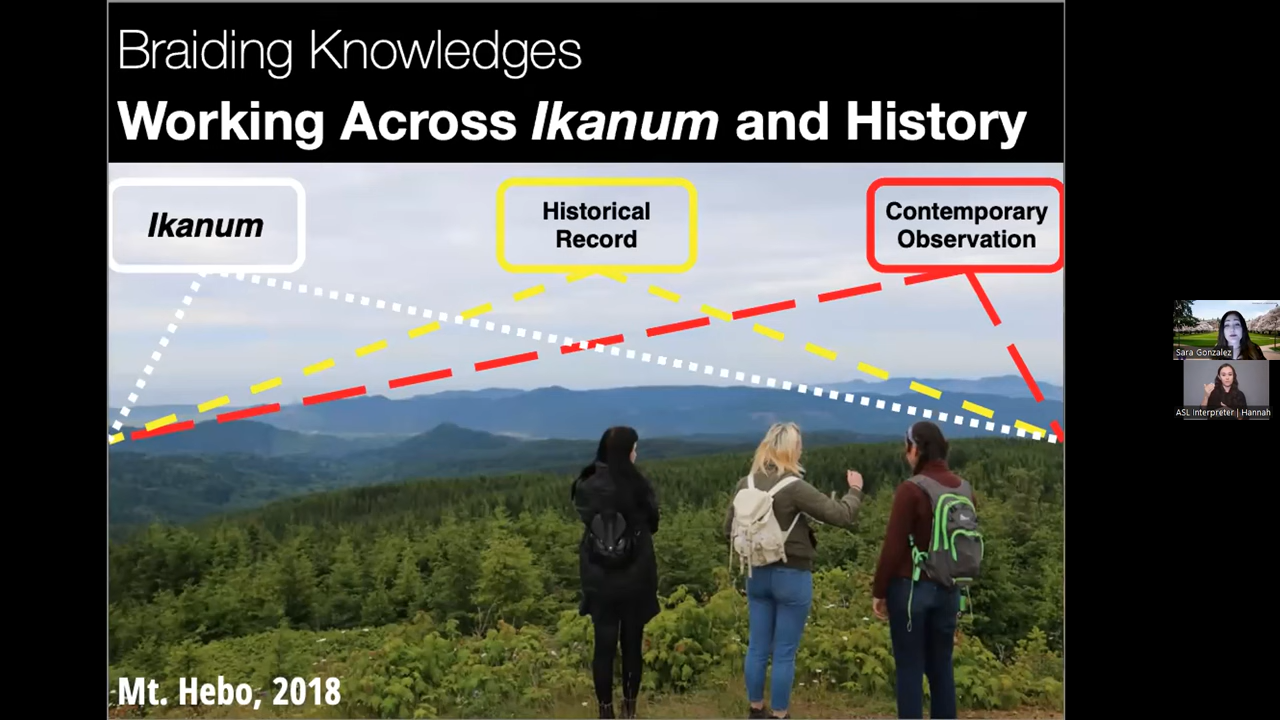 Braiding Knowledges
Working Across Ikanum and History
Ikanum
Historical
Record
Contemporary
Observation
Sara Gonzalez
ASL Interpreter | Hannah
Mt. Hebo, 2018